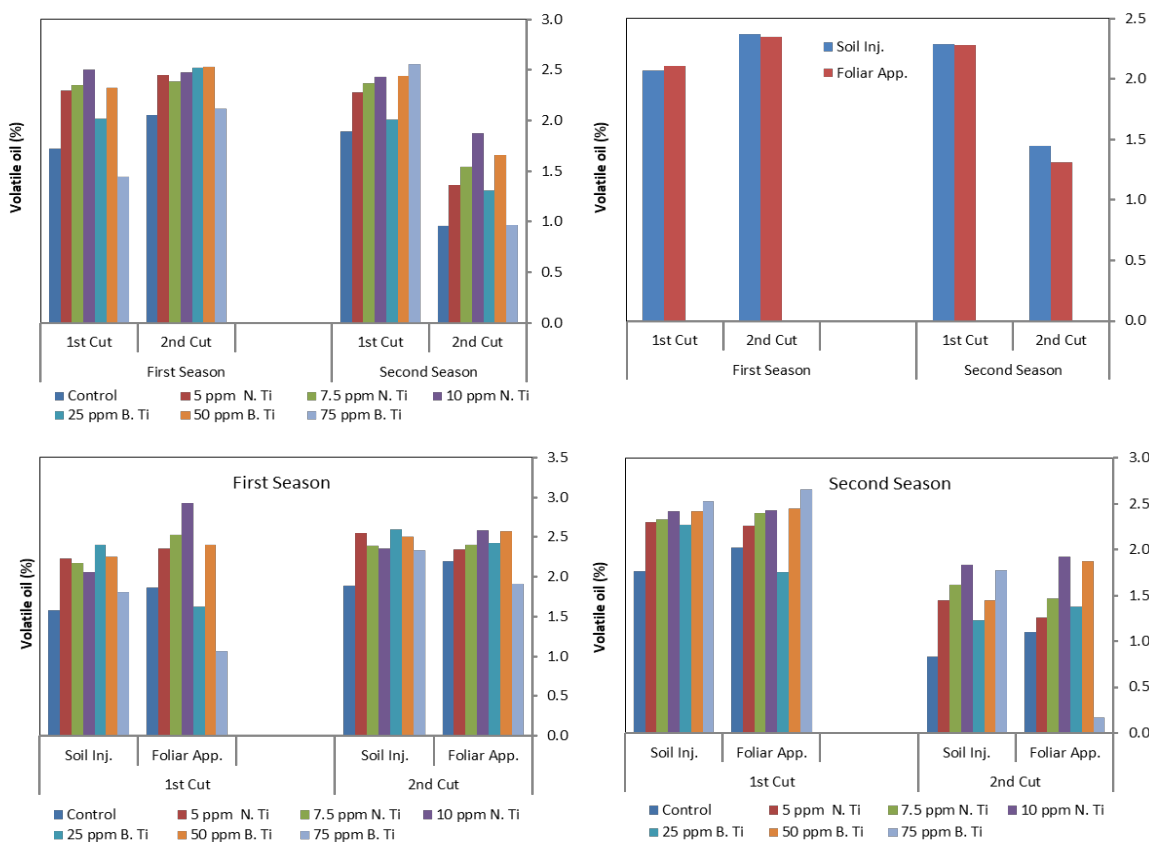 Volatile oil (%)
3.0
2.5
2.0
1.5
1.0
0.5
0.0
1st Cut 2nd Cut 1st Cut 2nd Cut
First Season Second Season
Control 5 ppm N. Ti 7.5 ppm N. Ti 10 ppm N. Ti
25 ppm B. Ti 50 ppm B. Ti 75 ppm B. Ti
Volatile oil (%)
Soil Inj.
Foliar App.
2.5
2.0
1.5
1.0
0.5
0.0
1st Cut 2nd Cut 1st Cut 2nd Cut
First Season Second Season
First Season
Volatile oil (%)
3.5
3.0
2.5
2.0
1.5
1.0
0.5
0.0
Soil Inj. Foliar App. Soil Inj. Foliar App.
1st Cut 2nd Cut
Control 5 ppm N. Ti 7.5 ppm N. Ti 10 ppm N. Ti
25 ppm B. Ti 50 ppm B. Ti 75 ppm B. Ti
Second Season
Volatile oil (%)
3.0
2.5
2.0
1.5
1.0
0.5
0.0
Soil Inj. Foliar App. Soil Inj. Foliar App.
1st Cut 2nd Cut
Control 5 ppm N. Ti 7.5 ppm N. Ti 10 ppm N. Ti
25 ppm B. Ti 50 ppm B. Ti 75 ppm B. Ti